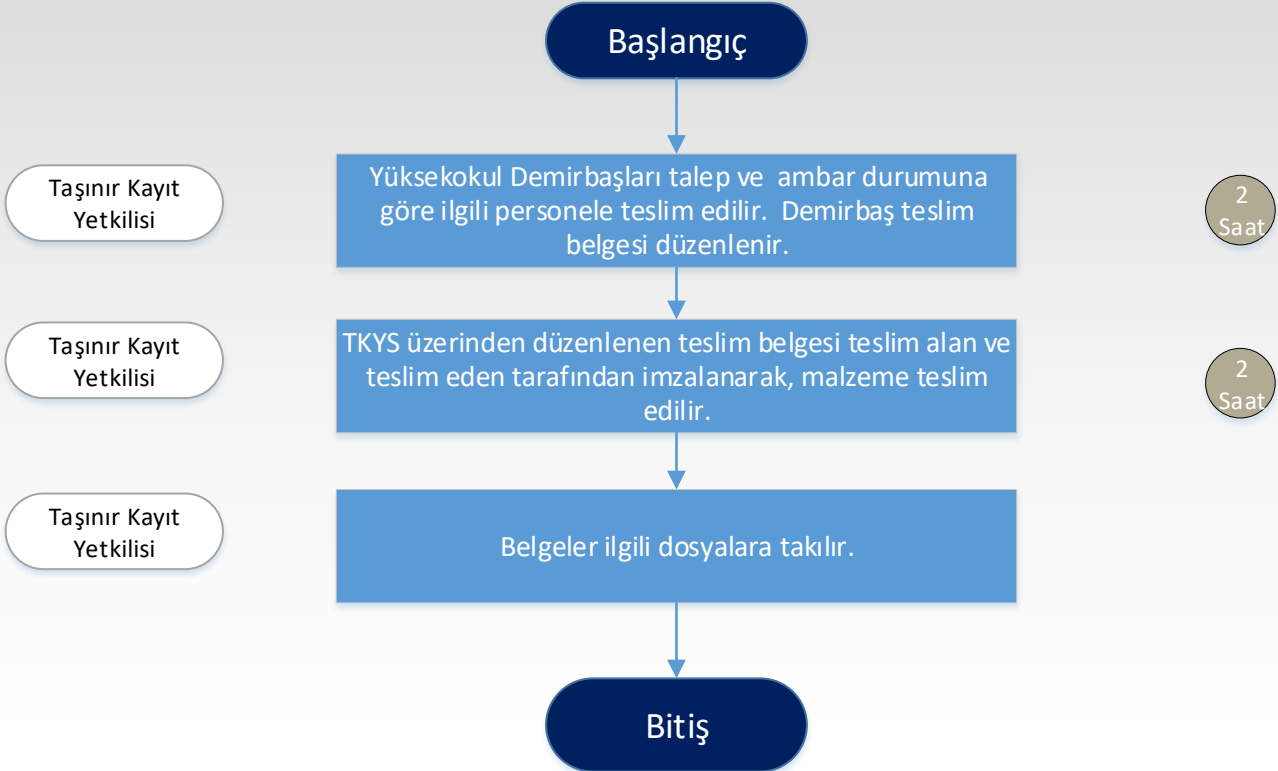 Başlangıç
Taşınır Kayıt
Yetkilisi
Yüksekokul Demirbaşları talep ve  ambar durumuna
göre ilgili personele teslim edilir.  Demirbaş teslim
belgesi düzenlenir.
2
Saat
Taşınır Kayıt
Yetkilisi
TKYS üzerinden düzenlenen teslim belgesi teslim alan ve
teslim eden tarafından imzalanarak, malzeme teslim
edilir.
2
Saat
Taşınır Kayıt
Yetkilisi
Belgeler ilgili dosyalara takılır.
Bitiş